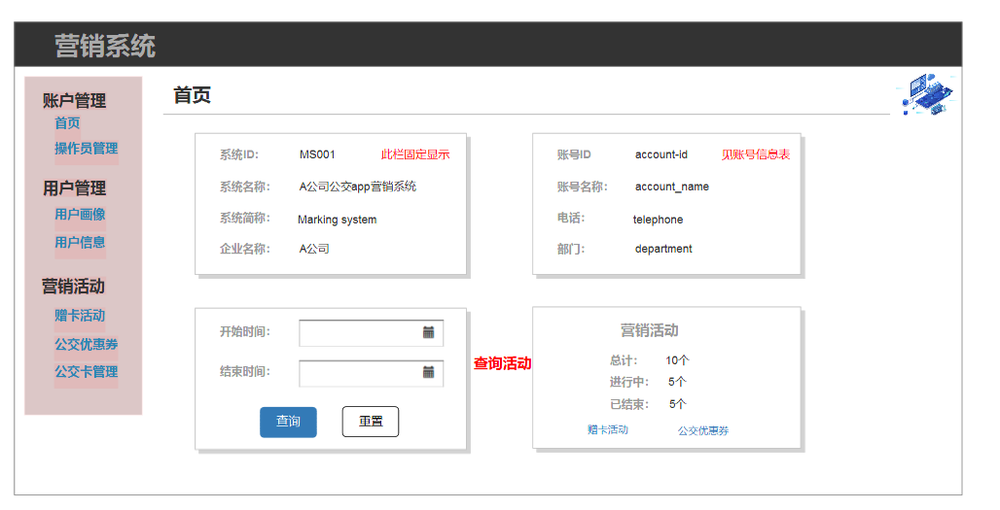 营销系统
账户管理
首页
操作员管理
用户管理
用户画像
用户信息
营销活动
赠卡活动
公交优惠券
公交卡管理
首页
系统ID: MS001 此栏固定显示
系统名称: A公司公交app营销系统
系统简称: Marking system
企业名称: A公司
账号ID account-id 见账号信息表
账号名称: account_name
电话: telephone
部门: department
开始时间:
结束时间:
查询 重置
查询活动
营销活动
总计: 10个
进行中: 5个
已结束: 5个
赠卡活动 公交优惠券